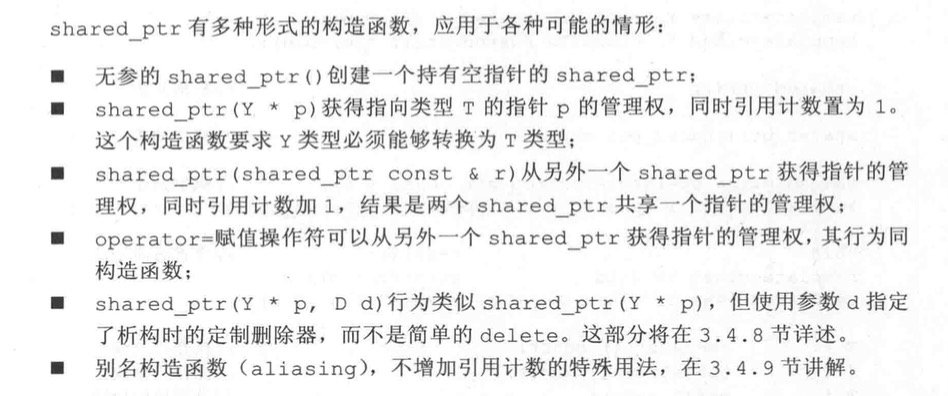 shared_ptr 有多种形式的构造函数，应用于各种可能的情形：
■ 无参的 shared_ptr()创建一个持有空指针的 shared_ptr；
■ shared_ptr(Y * p)获得指向类型 T 的指针 p 的管理权，同时引用计数置为 1。
这个构造函数要求 Y 类型必须能够转换为 T 类型；
■ shared_ptr(shared_ptr const & r)从另外一个 shared_ptr 获得指针的管
理权，同时引用计数加 1，结果是两个 shared_ptr 共享一个指针的管理权；
■ operator=赋值操作符可以从另外一个 shared_ptr 获得指针的管理权，其行为同
构造函数；
■ shared_ptr(Y * p, D d)行为类似 shared_ptr(Y * p)，但使用参数 d 指定
了析构时的定制删除器，而不是简单的 delete。这部分将在 3.4.8 节详述。
■ 别名构造函数（aliasing），不增加引用计数的特殊用法，在 3.4.9 节讲解。